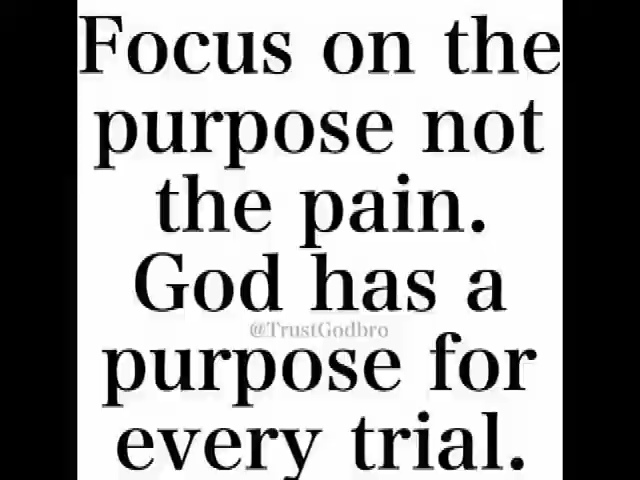 Focus on the
purpose not
the pain.
God has a
@TrustGodbro
purpose for
every trial.